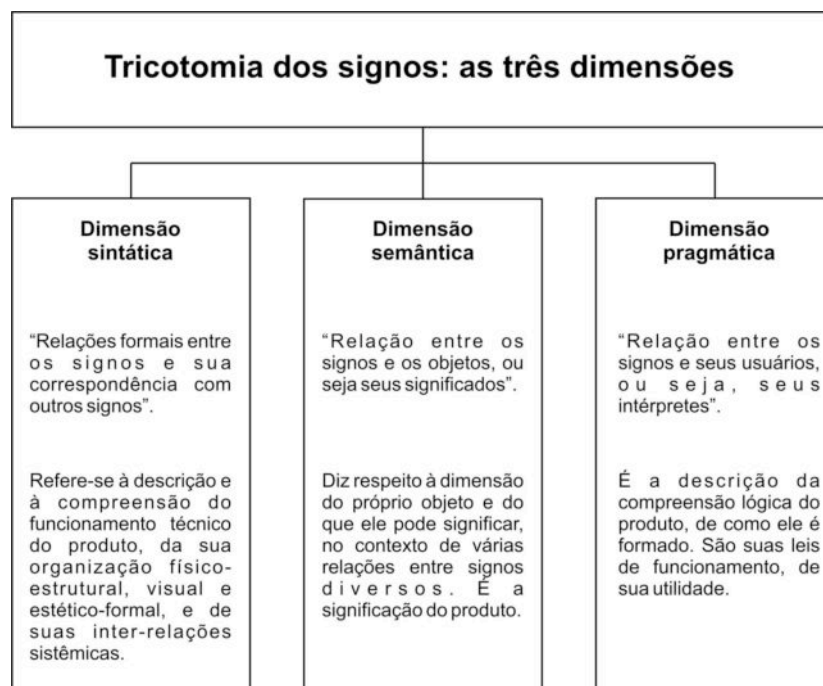 Tricotomia dos signos: as três dimensões
Dimensão
sintática
“Relações formais entre
os signos e sua
correspondência com
outros signos”.
Refere-se à descrição e
à compreensão do
funcionamento técnico
do produto, da sua
organização físico-
estrutural, visual e
estético-formal, e de
suas inter-relações
sistêmicas.
Dimensão
semântica
“Relação entre os
signos e os objetos, ou
seja seus significados”.
Diz respeito à dimensão
do próprio objeto e do
que ele pode significar,
no contexto de várias
relações entre signos
diversos. É a
significação do produto.
Dimensão
pragmática
“Relação entre os
signos e seus usuários,
ou seja, seus
intérpretes”.
É a descrição da
compreensão lógica do
produto, de como ele é
formado. São suas leis
de funcionamento, de
sua utilidade.